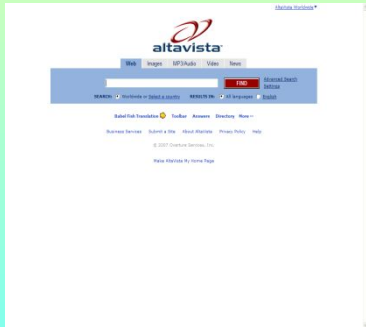 AltaVista Worldwide
altavista
Web Images MP3/Audio Video News
FIND
Advanced Search
Settings
SEARCH: Worldwide or Select a country RESULTS IN: All languages English
Babel Fish Translation Toolbar Answers Directory More
Business Services Submit a Site About AltaVista Privacy Policy Help
© 2007 Overture Services, Inc.
Make AltaVista My Home Page